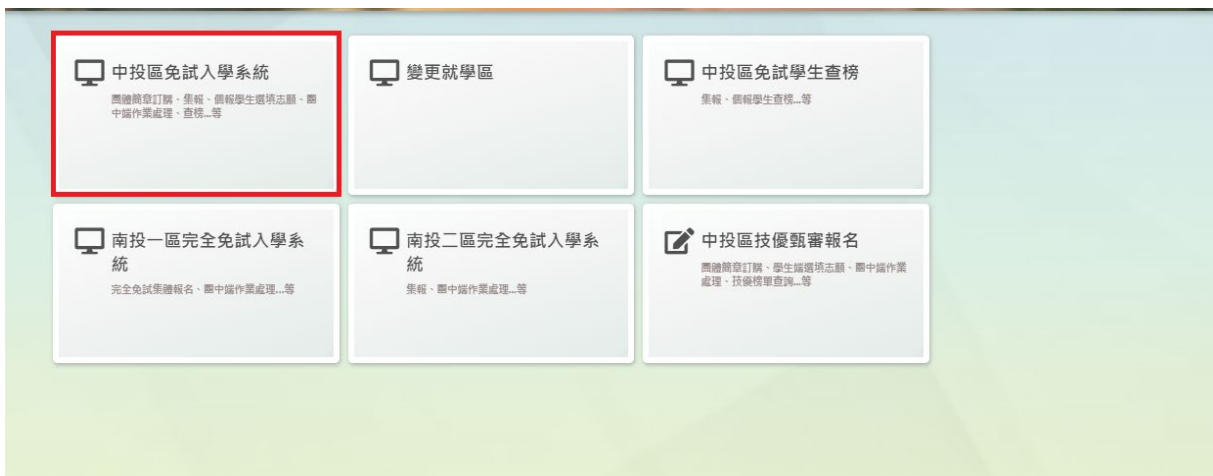 中投區免試入學系統
團體簡章訂購、集報、個報學生選填志願、國
中端作業處理、查榜...等
變更就學區
中投區免試學生查榜
集報、個報學生查榜...等
南投一區完全免試入學系
統
完全免試集體報名、國中端作業處理...等
南投二區完全免試入學系
統
集報、國中端作業處理...等
中投區技優甄審報名
團體簡章訂購、學生端選填志願、國中端作業
處理、技優榜單查詢...等